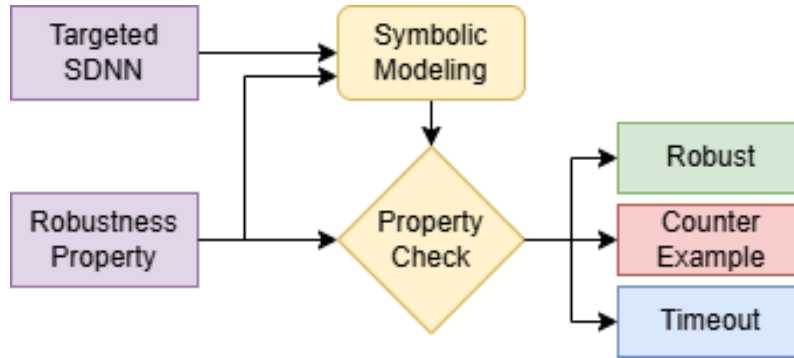 Targeted
SDNN
Symbolic
Modeling
Robustness
Property
Property
Check
Robust
Counter
Example
Timeout